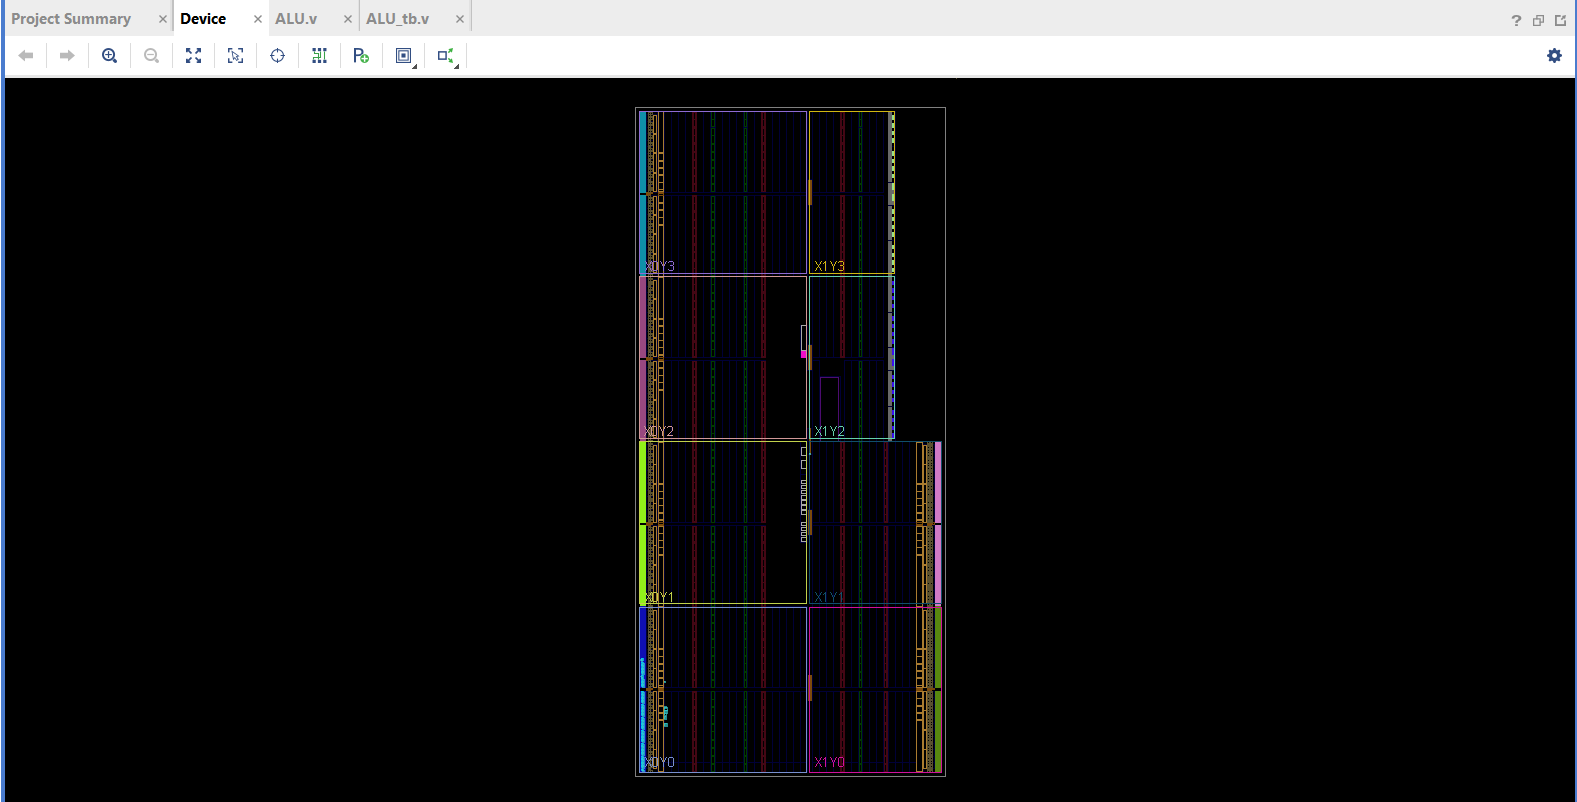 Project Summary Device ALU.v ALU_tb.v
X0Y3 X1Y3
X0Y2 X1Y2
X0Y1 X1Y1
X0Y0 X1Y0